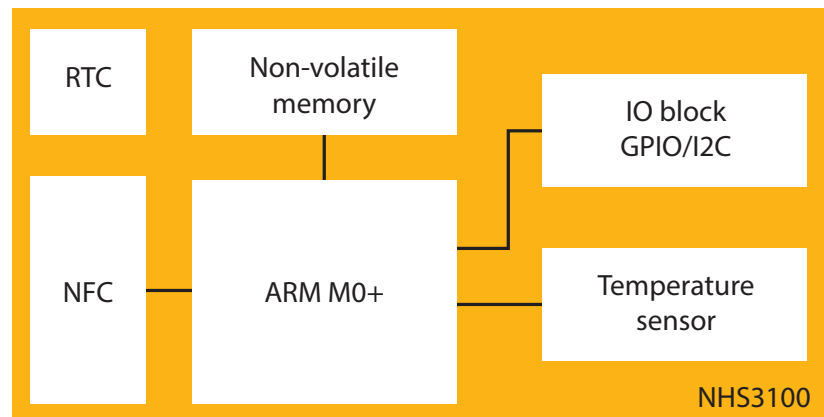 RTC
Non-volatile
memory
IO block
GPIO/I2C
NFC
ARM M0+
Temperature
sensor
NHS3100